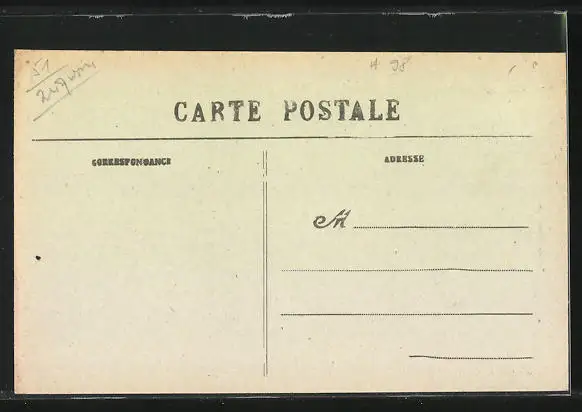 51
CARTE POSTALE
CORRESPONDANCE
ADRESSE
M